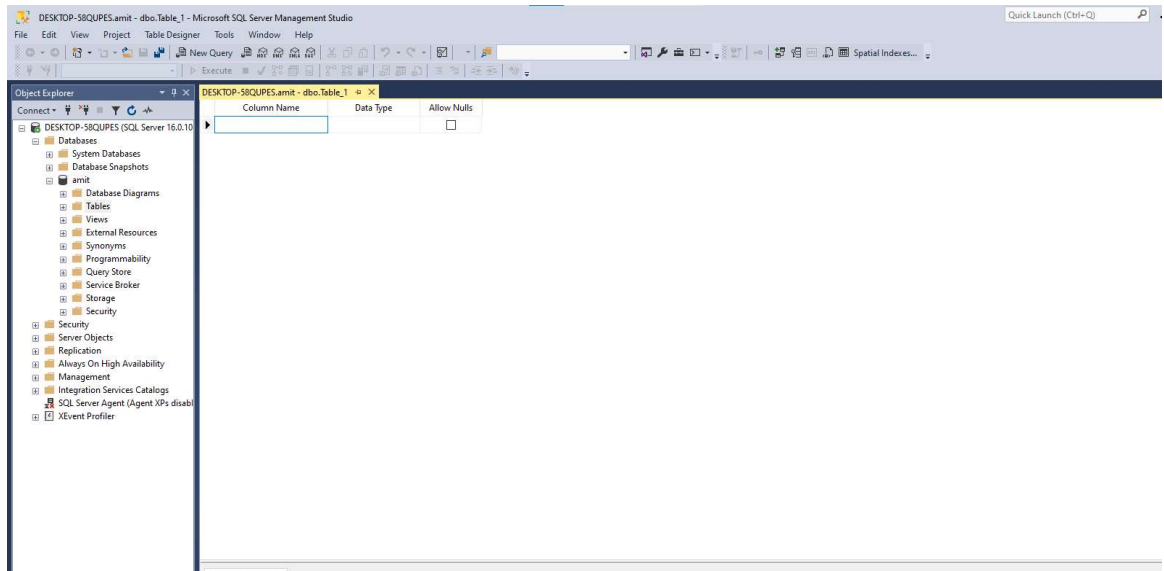 DESKTOP-58QUPES.amit - dbo.Table_1 - Microsoft SQL Server Management Studio
Quick Launch (Ctrl+Q)
File Edit View Project Table Designer Tools Window Help
New Query
Spatial Indexes...
Execute
Object Explorer
DESKTOP-58QUPES.amit - dbo.Table_1
Connect
Column Name Data Type Allow Nulls
DESKTOP-58QUPES (SQL Server 16.0.10
Databases
System Databases
Database Snapshots
amit
Database Diagrams
Tables
Views
External Resources
Synonyms
Programmability
Query Store
Service Broker
Storage
Security
Security
Server Objects
Replication
Always On High Availability
Management
Integration Services Catalogs
SQL Server Agent (Agent XPs disabl
XEvent Profiler